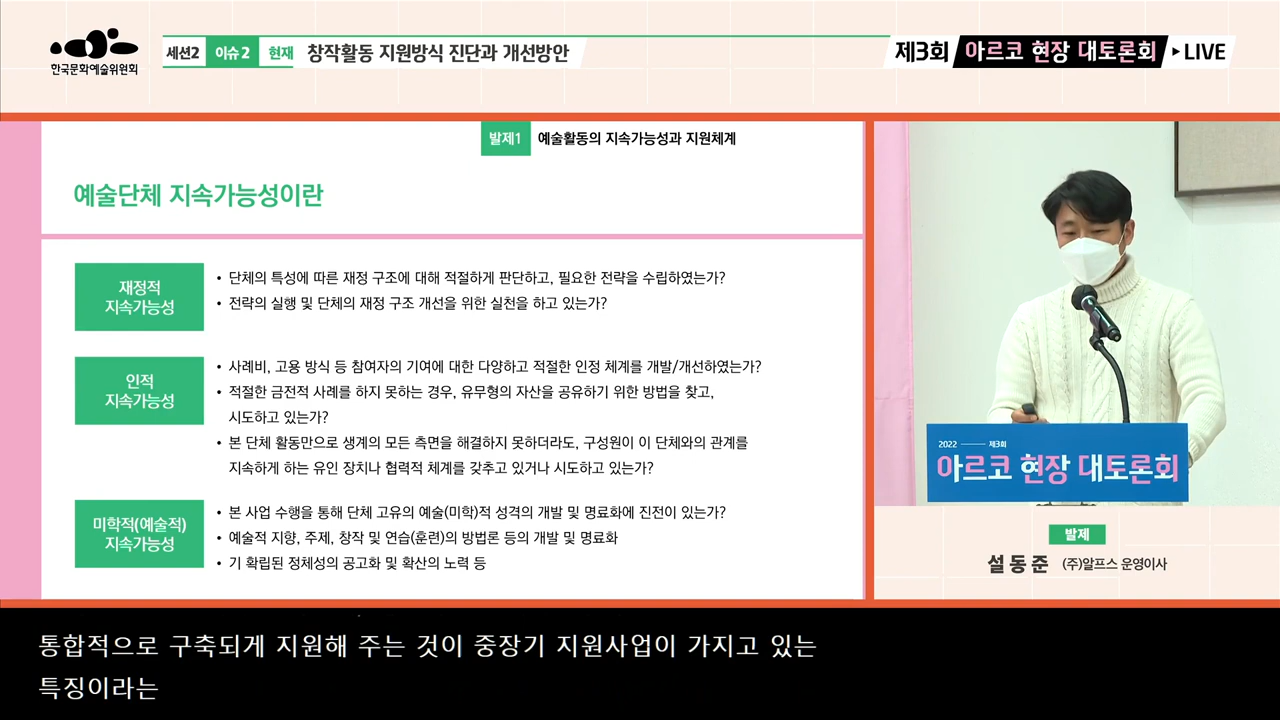 한국문화예술위원회
세션2 이슈 2 현재 창작활동 지원방식 진단과 개선방안
제3회 아르코 현장 대토론회 LIVE
발제1 예술활동의 지속가능성과 지원체계
예술단체 지속가능성이란
재정적
지속가능성
• 단체의 특성에 따른 재정 구조에 대해 적절하게 판단하고, 필요한 전략을 수립하였는가?
• 전략의 실행 및 단체의 재정 구조 개선을 위한 실천을 하고 있는가?
인적
지속가능성
• 사례비, 고용 방식 등 참여자의 기여에 대한 다양하고 적절한 인정 체계를 개발/개선하였는가?
• 적절한 금전적 사례를 하지 못하는 경우, 유무형의 자산을 공유하기 위한 방법을 찾고,
시도하고 있는가?
• 본 단체 활동만으로 생계의 모든 측면을 해결하지 못하더라도, 구성원이 이 단체와의 관계를
지속하게 하는 유인 장치나 협력적 체계를 갖추고 있거나 시도하고 있는가?
미학적(예술적)
지속가능성
• 본 사업 수행을 통해 단체 고유의 예술(미학)적 성격의 개발 및 명료화에 진전이 있는가?
• 예술적 지향, 주제, 창작 및 연습(훈련)의 방법론 등의 개발 및 명료화
• 기 확립된 정체성의 공고화 및 확산의 노력 등
2022 제3회
아르코 현장 대토론회
발제
설동준 (주)알프스 운영이사
통합적으로 구축되게 지원해 주는 것이 중장기 지원사업이 가지고 있는
특징이라는